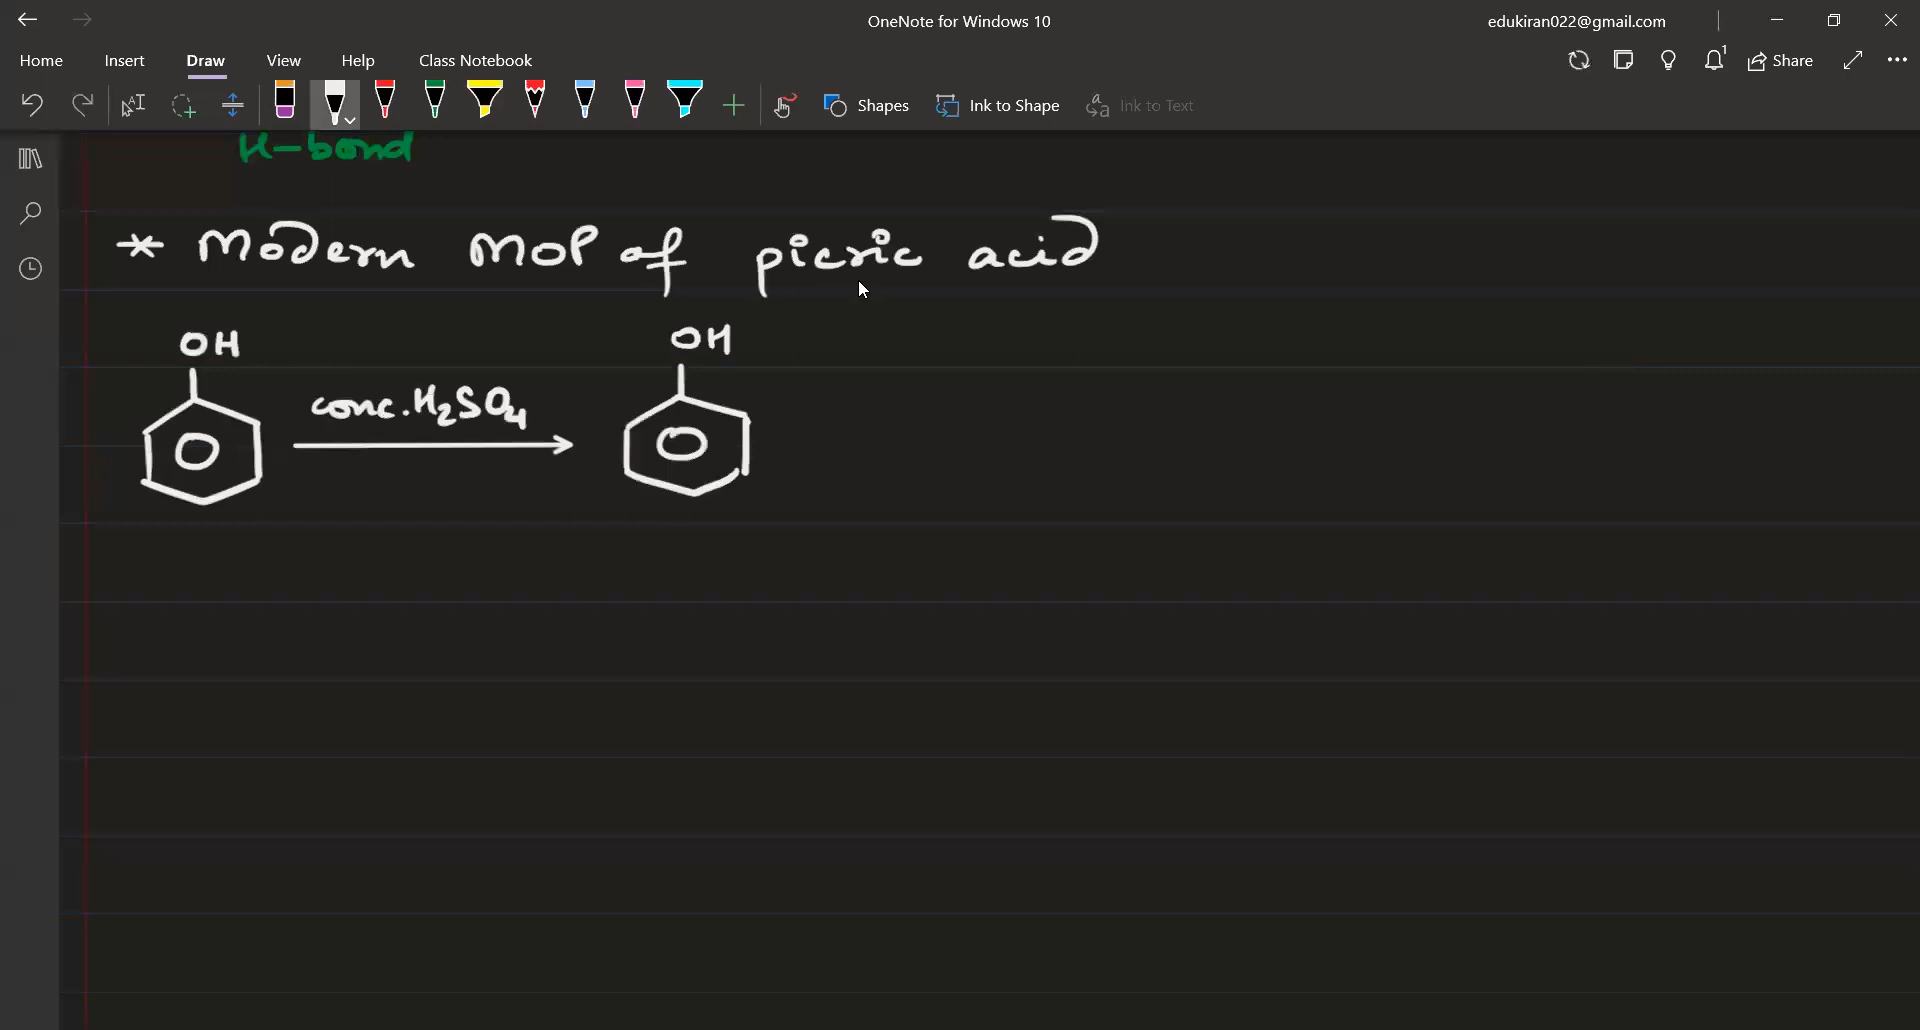 OneNote for Windows 10
edukiran022@gmail.com
Home Insert Draw View Help Class Notebook
1
Share
Shapes Ink to Shape Ink to Text
H-bond
* Modern MOP of picric acid
OH OH
conc. H₂SO₄